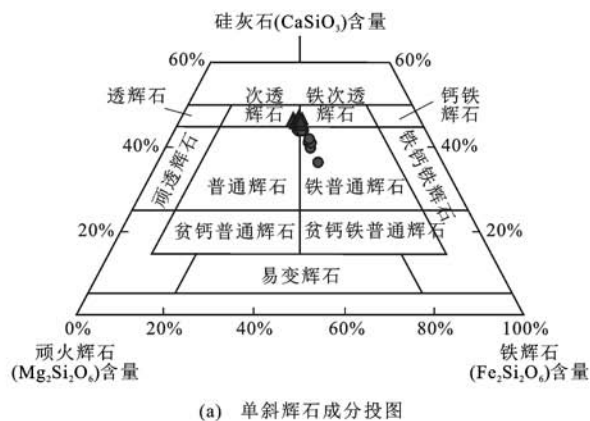 硅灰石(CaSiO₃)含量
60%
60%
透辉石
次透辉石
铁次透辉石
钙铁辉石
40%
40%
顽透辉石
铁钙铁辉石
普通辉石
铁普通辉石
20%
贫钙普通辉石
贫钙铁普通辉石
20%
易变辉石
0%
20%
40%
60%
80%
100%
顽火辉石
(Mg₂Si₂O₆)含量
铁辉石
(Fe₂Si₂O₆)含量
(a) 单斜辉石成分投图